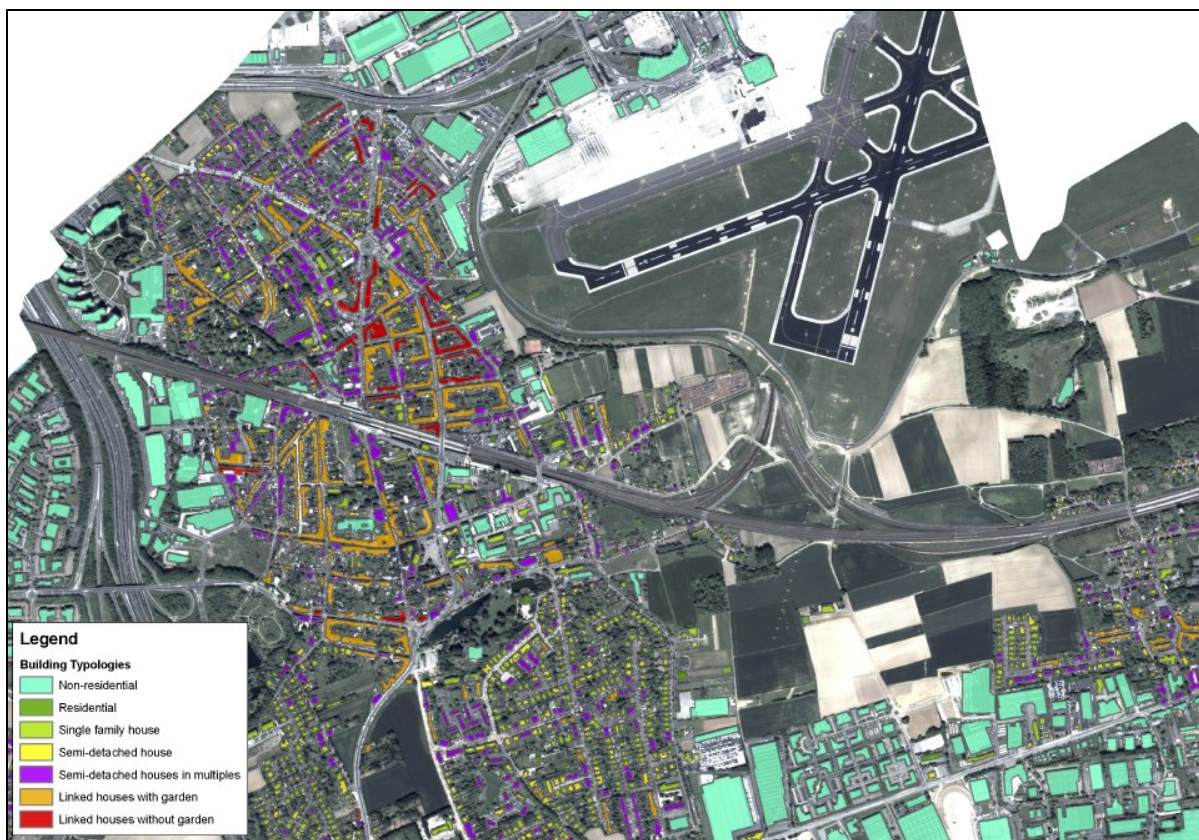 Legend
Building Typologies
Non-residential
Residential
Single family house
Semi-detached house
Semi-detached houses in multiples
Linked houses with garden
Linked houses without garden